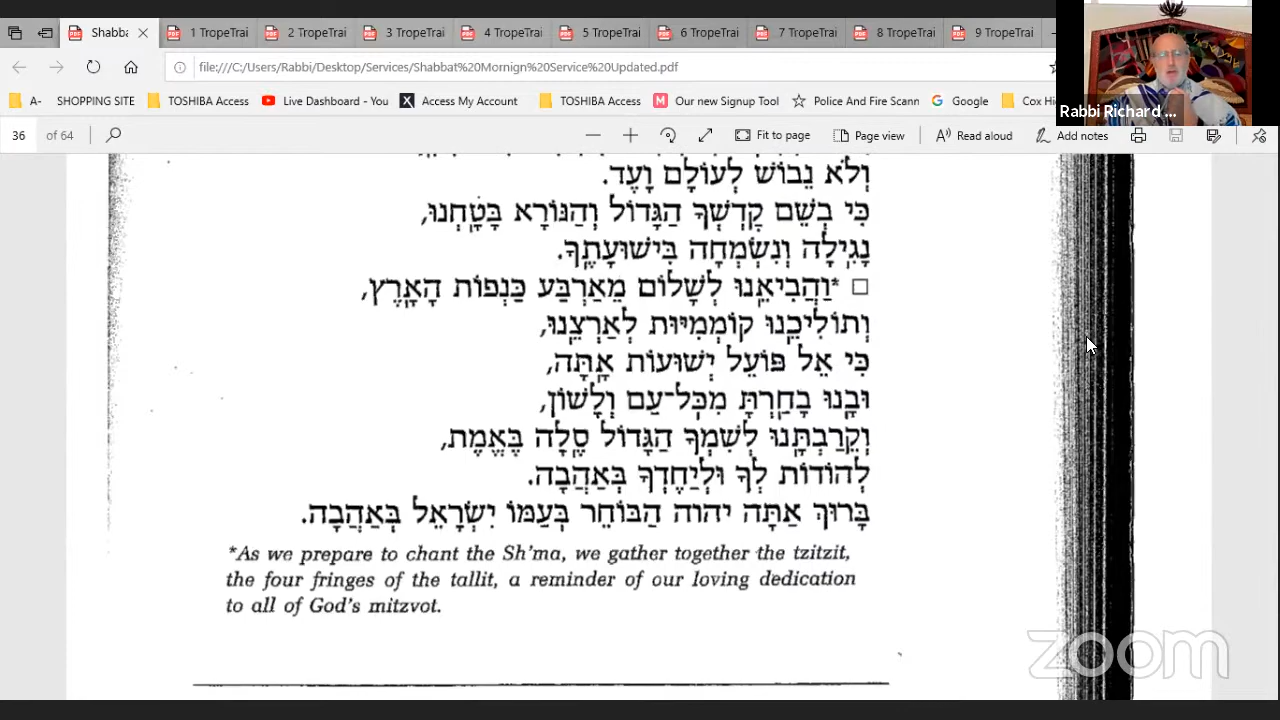 Shabba
1 TropeTrai
2 TropeTrai
3 TropeTrai
4 TropeTrai
5 TropeTrai
6 TropeTrai
7 TropeTrai
8 TropeTrai
9 TropeTrai
file:///C:/Users/Rabbi/Desktop/Services/Shabbat%20Mornign%20Service%20Updated.pdf
A- SHOPPING SITE
TOSHIBA Access
Live Dashboard - You
Access My Account
TOSHIBA Access
Our new Signup Tool
Police And Fire Scann
Google
Cox Hi
Rabbi Richard ...
36 of 64
Fit to page
Page view
Read aloud
Add notes
וְלֹא נֵבוֹשׁ לְעוֹלָם וָעֶד.
כִּי בְשֵׁם קָדְשְׁךָ הַגָּדוֹל וְהַנּוֹרָא בָּטָֽחְנוּ,
נָגִֽילָה וְנִשְׂמְחָה בִּישׁוּעָתֶֽךָ.
□ *וַהֲבִיאֵֽנוּ לְשָׁלוֹם מֵאַרְבַּע כַּנְפוֹת הָאָֽרֶץ,
וְתוֹלִיכֵֽנוּ קוֹמְמִיּוּת לְאַרְצֵֽנוּ,
כִּי אֵל פּוֹעֵל יְשׁוּעוֹת אָֽתָּה,
וּבָֽנוּ בָחַֽרְתָּ מִכׇּל־עַם וְלָשׁוֹן,
וְקֵרַבְתָּֽנוּ לְשִׁמְךָ הַגָּדוֹל סֶֽלָה בֶּאֱמֶת,
לְהוֹדוֹת לְךָ וּלְיַחֶדְךָ בְּאַהֲבָה.
בָּרוּךְ אַתָּה יהוה הַבּוֹחֵר בְּעַמּוֹ יִשְׂרָאֵל בְּאַהֲבָה.
*As we prepare to chant the Sh'ma, we gather together the tzitzit,
the four fringes of the tallit, a reminder of our loving dedication
to all of God's mitzvot.
zoom